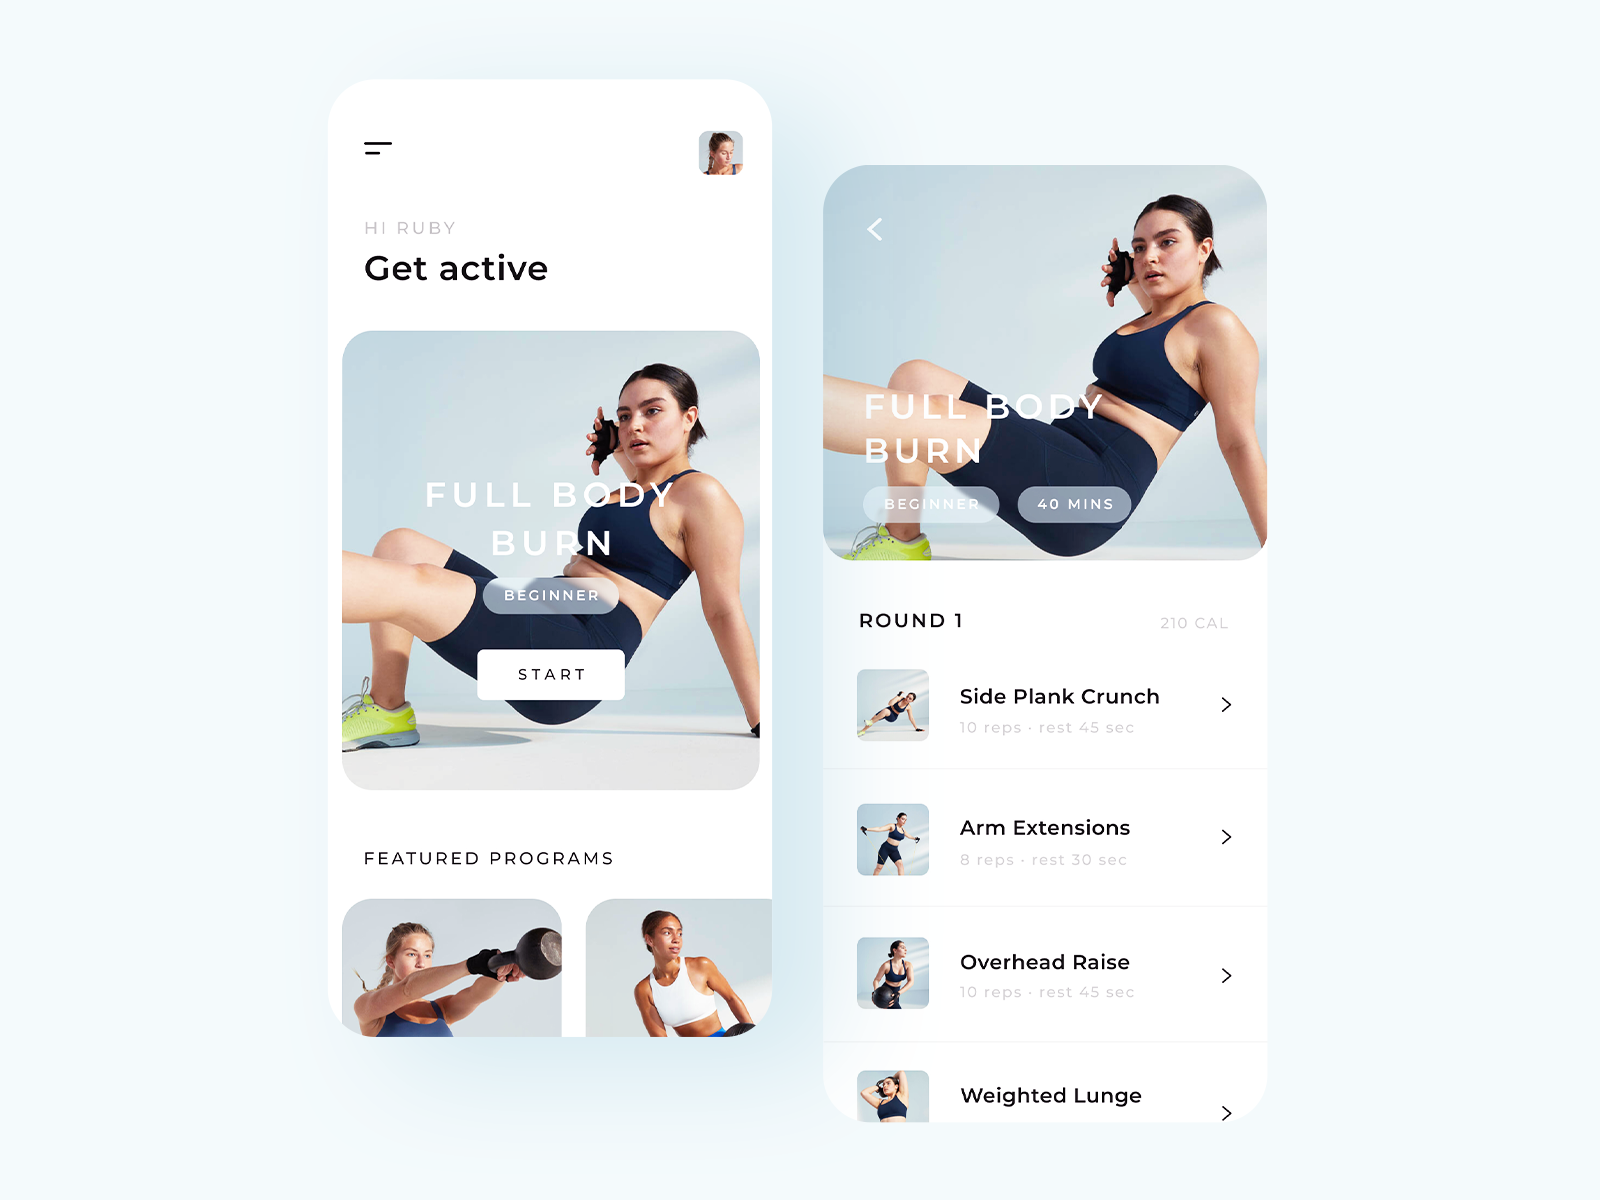 HI RUBY
Get active
FULL BODY
BURN
BEGINNER
START
FEATURED PROGRAMS
FULL BODY
BURN
BEGINNER
40 MINS
ROUND 1
210 CAL
Side Plank Crunch
10 reps · rest 45 sec
Arm Extensions
8 reps · rest 30 sec
Overhead Raise
10 reps · rest 45 sec
Weighted Lunge